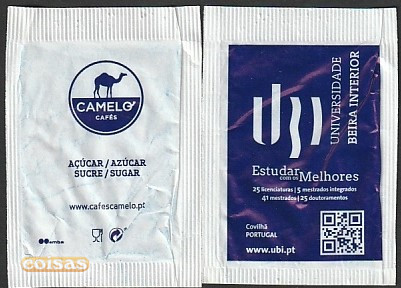 CAMELO
CAFÉS
AÇÚCAR / AZÚCAR
SUCRE / SUGAR
www.cafescamelo.pt
coisas
ubi
UNIVERSIDADE
BEIRA INTERIOR
Estudar
com os Melhores
25 licenciaturas | 5 mestrados integrados
41 mestrados | 25 doutoramentos
Covilhã
PORTUGAL
www.ubi.pt